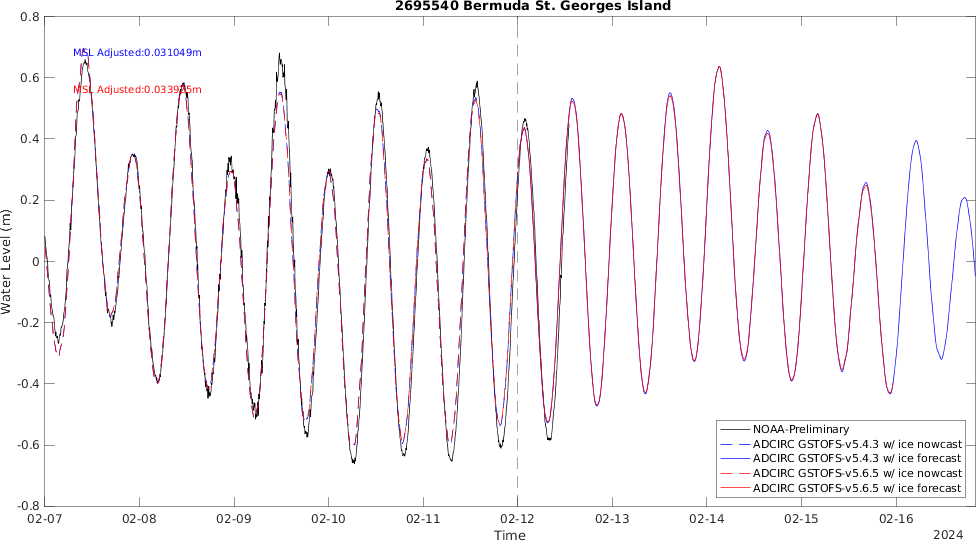 2695540 Bermuda St. Georges Island
0.8
0.6
0.4
0.2
0
-0.2
-0.4
-0.6
-0.8
Water Level (m)
MSL Adjusted:0.031049m
MSL
NOAA-Preliminary
ADCIRC GSTOFS-v5.4.3 w/ ice nowcast
ADCIRC GSTOFS-v5.4.3 w/ ice forecast
ADCIRC GSTOFS-v5.6.5 w/ ice nowcast
ADCIRC GSTOFS-v5.6.5 w/ ice forecast
02-07 02-08 02-09 02-10 02-11 02-12 02-13 02-14 02-15 02-16
Time
2024